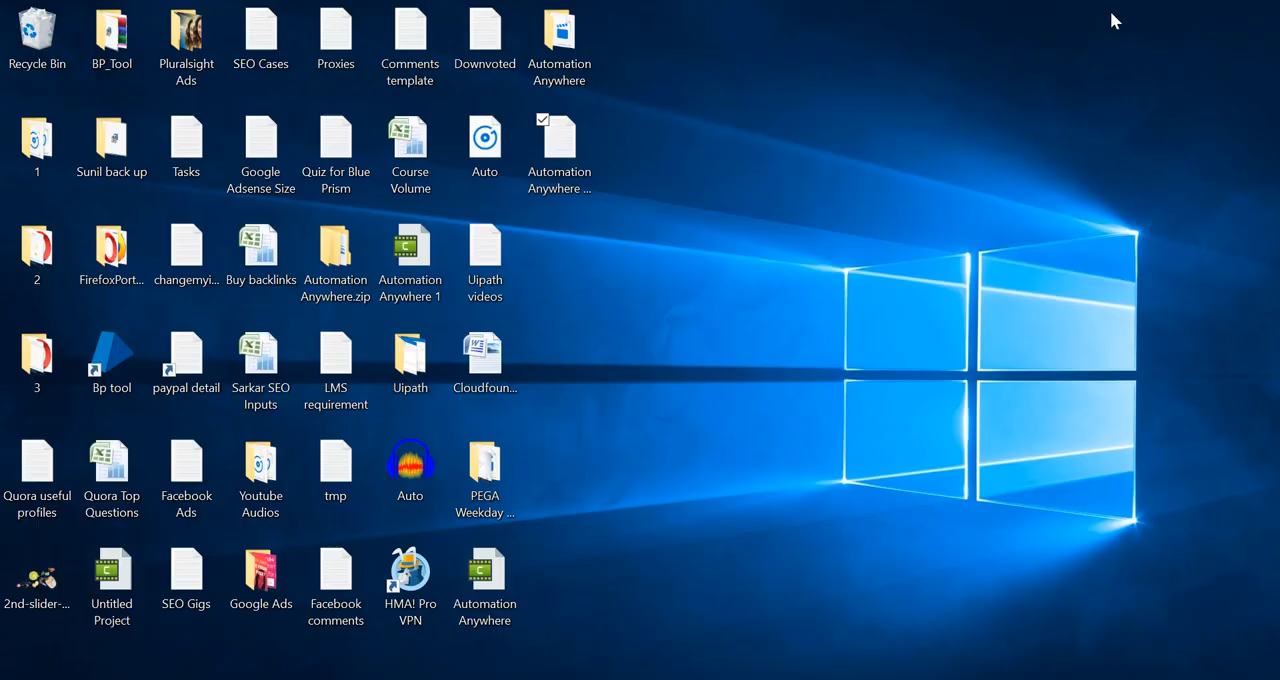 Recycle Bin
BP_Tool
Pluralsight
Ads
SEO Cases
Proxies
Comments
template
Downvoted
Automation
Anywhere
1
Sunil back up
Tasks
Google
Adsense Size
Quiz for Blue
Prism
Course
Volume
Auto
Automation
Anywhere ...
2
FirefoxPort...
changemyi...
Buy backlinks
Automation
Anywhere.zip
Automation
Anywhere 1
Uipath
videos
3
Bp tool
paypal detail
Sarkar SEO
Inputs
LMS
requirement
Uipath
Cloudfoun...
Quora useful
profiles
Quora Top
Questions
Facebook
Ads
Youtube
Audios
tmp
Auto
PEGA
Weekday ...
2nd-slider-...
Untitled
Project
SEO Gigs
Google Ads
Facebook
comments
HMA! Pro
VPN
Automation
Anywhere